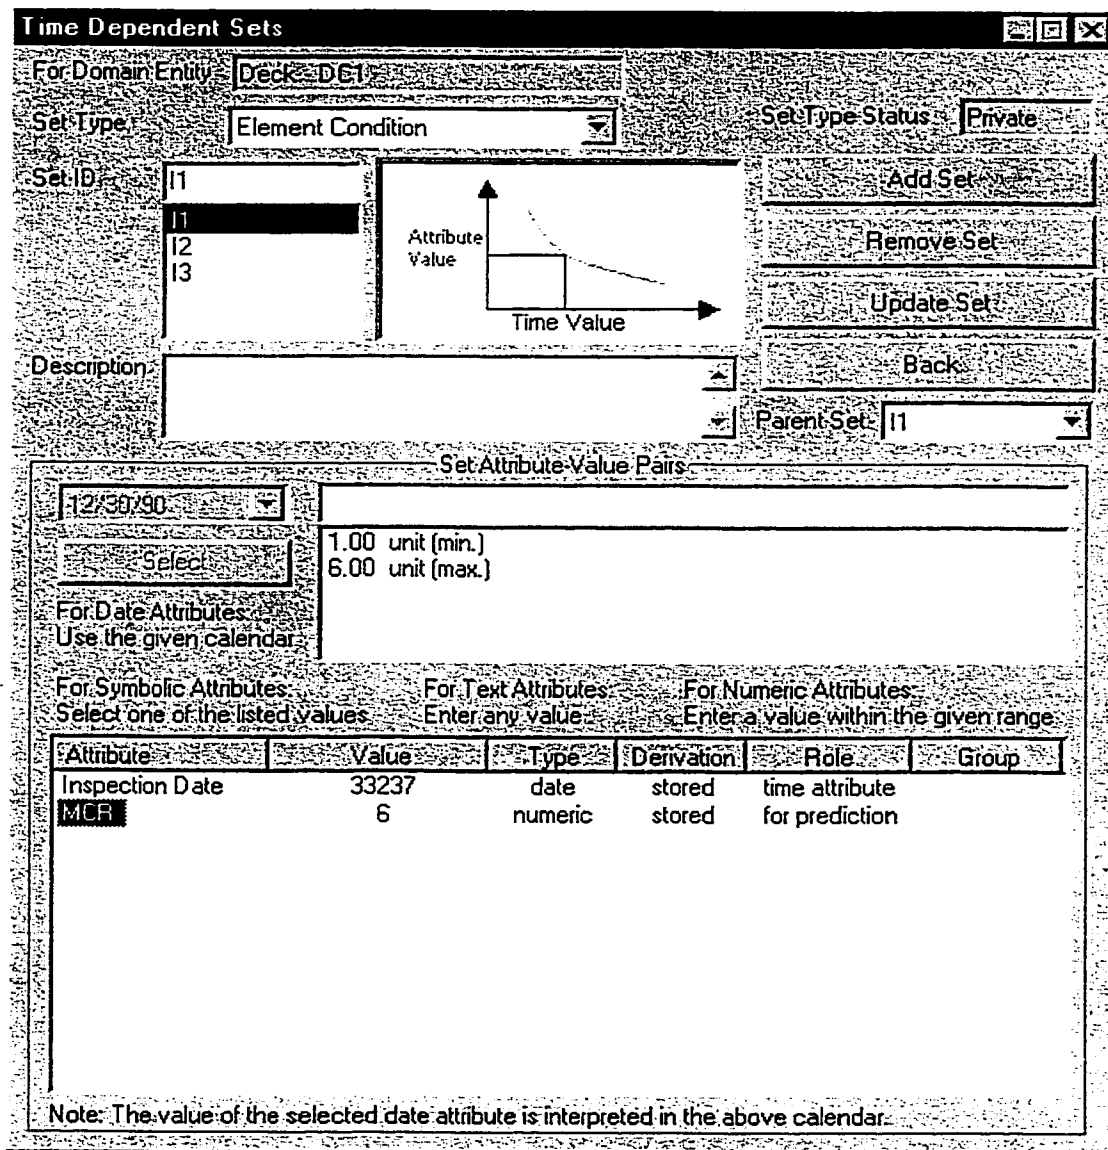 Time Dependent Sets
For Domain Entity Deck - DC1
Set Type Element Condition Set Type Status Private
Set ID I1
I1
I2
I3
Attribute
Value
Time Value
Add Set
Remove Set
Update Set
Back
Description
Parent Set I1
Set Attribute-Value Pairs
12/30/90
Select
1.00 unit (min.)
6.00 unit (max.)
For Date Attributes:
Use the given calendar.
For Symbolic Attributes: For Text Attributes: For Numeric Attributes:
Select one of the listed values Enter any value Enter a value within the given range
Attribute Value Type Derivation Role Group
Inspection Date 33237 date stored time attribute
MCR 6 numeric stored for prediction
Note: The value of the selected date attribute is interpreted in the above calendar.